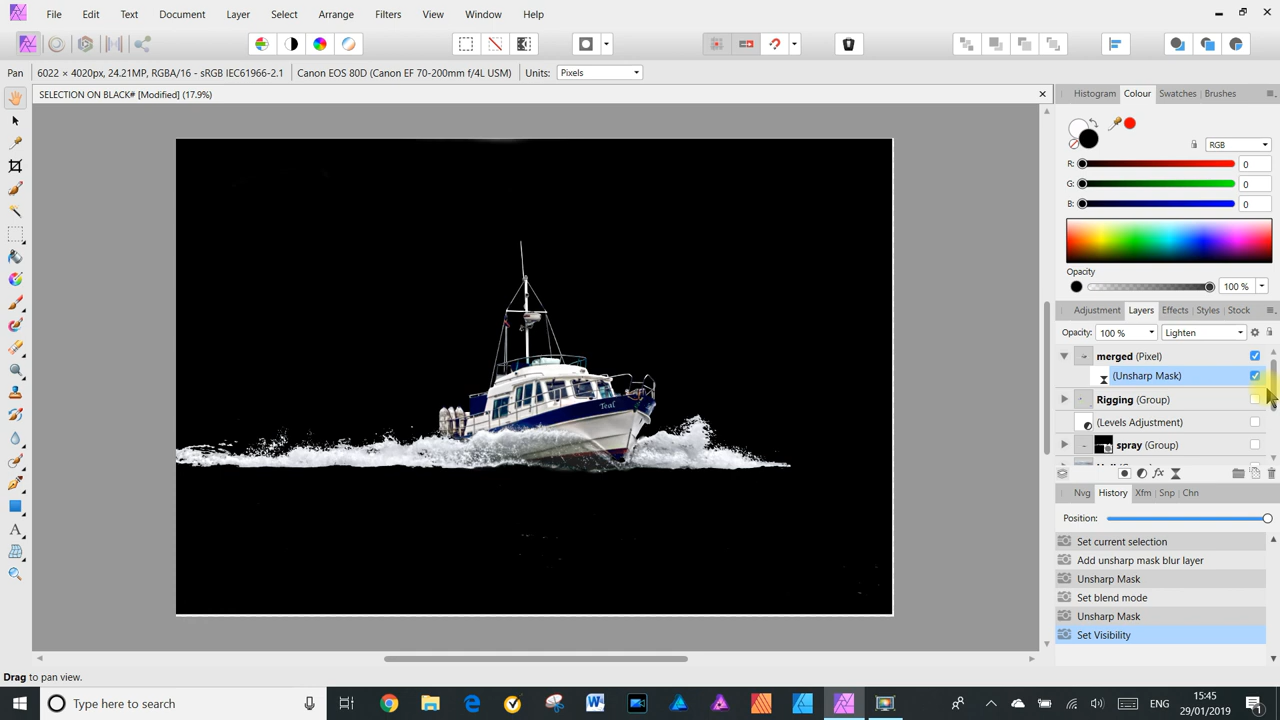 File Edit Text Document Layer Select Arrange Filters View Window Help
Pan 6022 × 4020px, 24.21MP, RGBA/16 - sRGB IEC61966-2.1 Canon EOS 80D (Canon EF 70-200mm f/4L USM) Units: Pixels
SELECTION ON BLACK# [Modified] (17.9%)
Histogram Colour Swatches Brushes
RGB
R: 0
G: 0
B: 0
Opacity
100 %
Adjustment Layers Effects Styles Stock
Opacity: 100 % Lighten
merged (Pixel)
(Unsharp Mask)
Rigging (Group)
(Levels Adjustment)
spray (Group)
Nvg History Xfm Snp Chn
Position:
Set current selection
Add unsharp mask blur layer
Unsharp Mask
Set blend mode
Unsharp Mask
Set Visibility
Teal
Drag to pan view.
Type here to search
ENG
15:45
29/01/2019